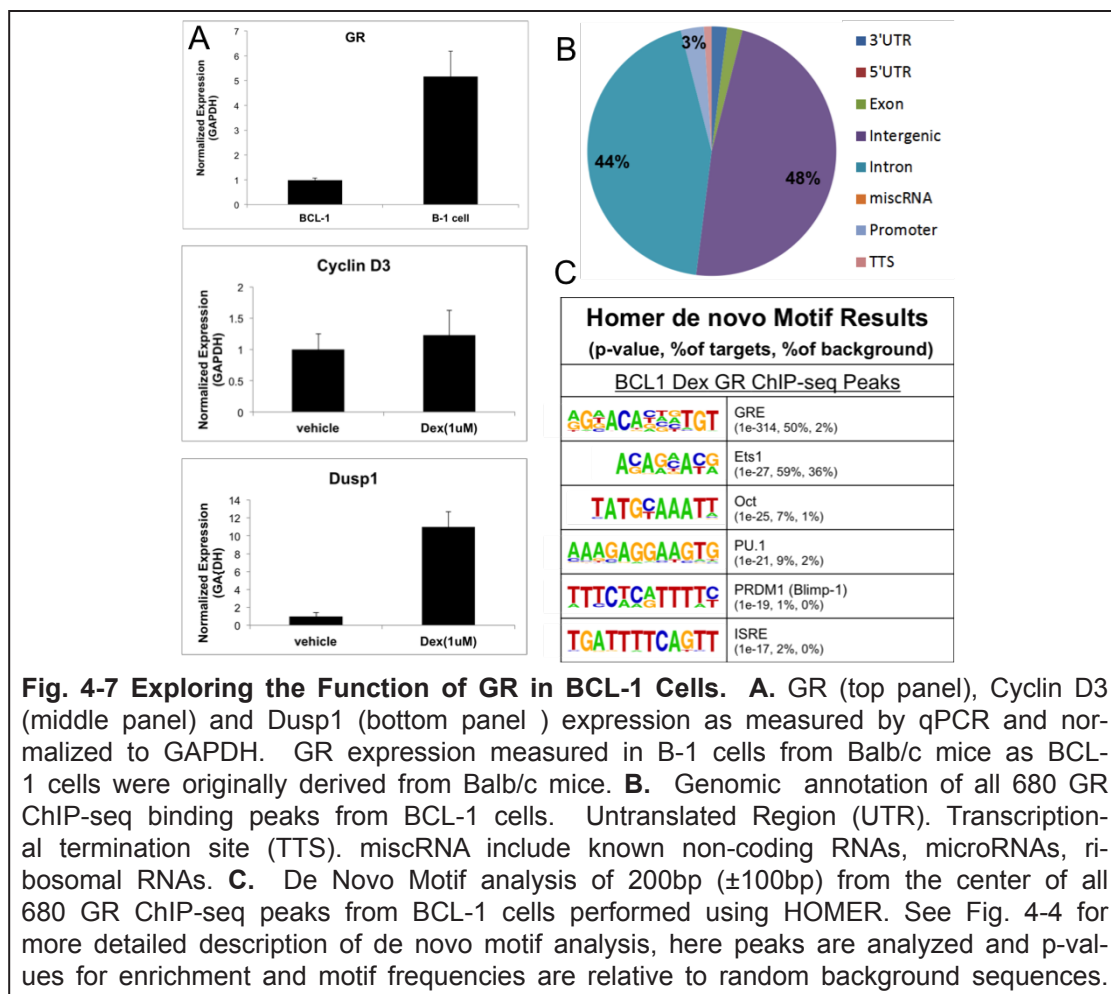 A
GR
Normalized Expression
(GAPDH)
7
6
5
4
3
2
1
0
BCL-1
B-1 cell
Cyclin D3
Normalized Expression
(GAPDH)
2
1.5
1
0.5
0
vehicle
Dex(1uM)
Dusp1
Normalized Expression
(GA{DH)
14
12
10
8
6
4
2
0
vehicle
Dex(1uM)
B
3%
44%
48%
3'UTR
5'UTR
Exon
Intergenic
Intron
miscRNA
Promoter
TTS
C
Homer de novo Motif Results
(p-value, %of targets, %of background)
BCL1 Dex GR ChIP-seq Peaks
GRE
(1e-314, 50%, 2%)
Ets1
(1e-27, 59%, 36%)
TATGCAAATT
Oct
(1e-25, 7%, 1%)
AAAGAGGAAGTG
PU.1
(1e-21, 9%, 2%)
TTTCTCATTTTC
PRDM1 (Blimp-1)
(1e-19, 1%, 0%)
TGATTTTCAGTT
ISRE
(1e-17, 2%, 0%)
Fig. 4-7 Exploring the Function of GR in BCL-1 Cells. A. GR (top panel), Cyclin D3
(middle panel) and Dusp1 (bottom panel ) expression as measured by qPCR and nor-
malized to GAPDH. GR expression measured in B-1 cells from Balb/c mice as BCL-
1 cells were originally derived from Balb/c mice. B. Genomic annotation of all 680 GR
ChIP-seq binding peaks from BCL-1 cells. Untranslated Region (UTR). Transcription-
al termination site (TTS). miscRNA include known non-coding RNAs, microRNAs, ri-
bosomal RNAs. C. De Novo Motif analysis of 200bp (±100bp) from the center of all
680 GR ChIP-seq peaks from BCL-1 cells performed using HOMER. See Fig. 4-4 for
more detailed description of de novo motif analysis, here peaks are analyzed and p-val-
ues for enrichment and motif frequencies are relative to random background sequences.